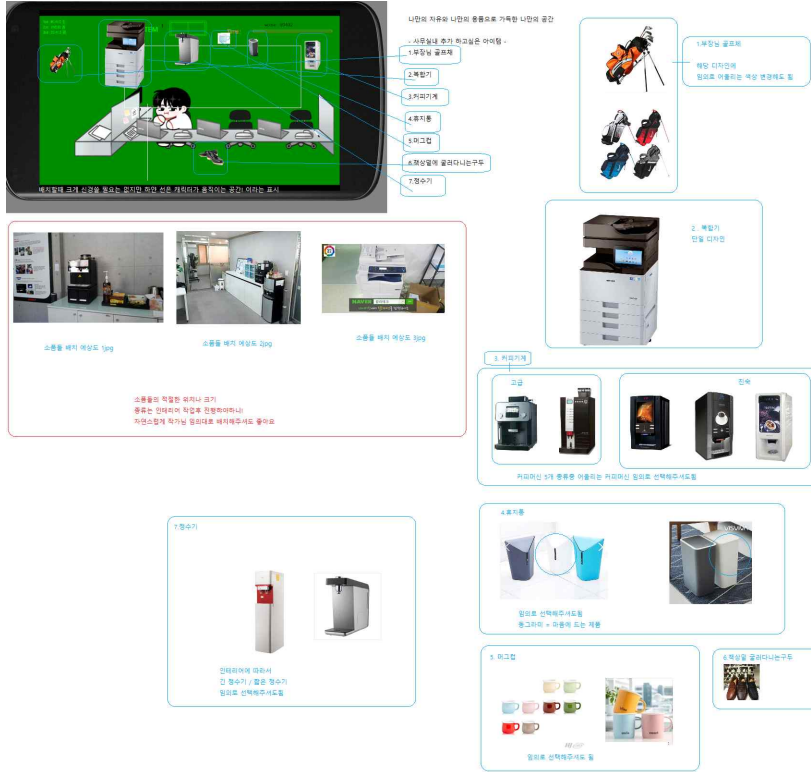 나만의 자유와 나만의 용품으로 가득한 나만의 공간
- 사무실내 추가 하고싶은 아이템 -
1.부장님 골프채
2.복합기
3.커피기계
4.휴지통
5.머그컵
6.책상밑에 굴러다니는구두
7.정수기
배치할때 크게 신경쓸 필요는 없지만 하얀 선은 캐릭터가 움직이는 공간! 이라는 표시
1.부장님 골프채
해당 디자인에
임의로 어울리는 색상 변경해도 됨
2 . 복합기
단일 디자인
소품들 배치 예상도 1jpg
소품들 배치 예상도 2jpg
소품들 배치 예상도 3jpg
NAVER
소품들의 적절한 위치나 크기
종류는 인테리어 작업후 진행하여야하니!
자연스럽게 작가님 임의대로 배치해주셔도 좋아요
3. 커피기계
고급
친숙
커피머신 5개 종류중 어울리는 커피머신 임의로 선택해주셔도됨
4.휴지통
임의로 선택해주셔도됨
동그라미 = 마음에 드는 제품
7.정수기
인테리어에 따라서
긴 정수기 / 짧은 정수기
임의로 선택해주셔도됨
5. 머그컵
임의로 선택해주셔도 됨
6.책상밑 굴러다니는구두